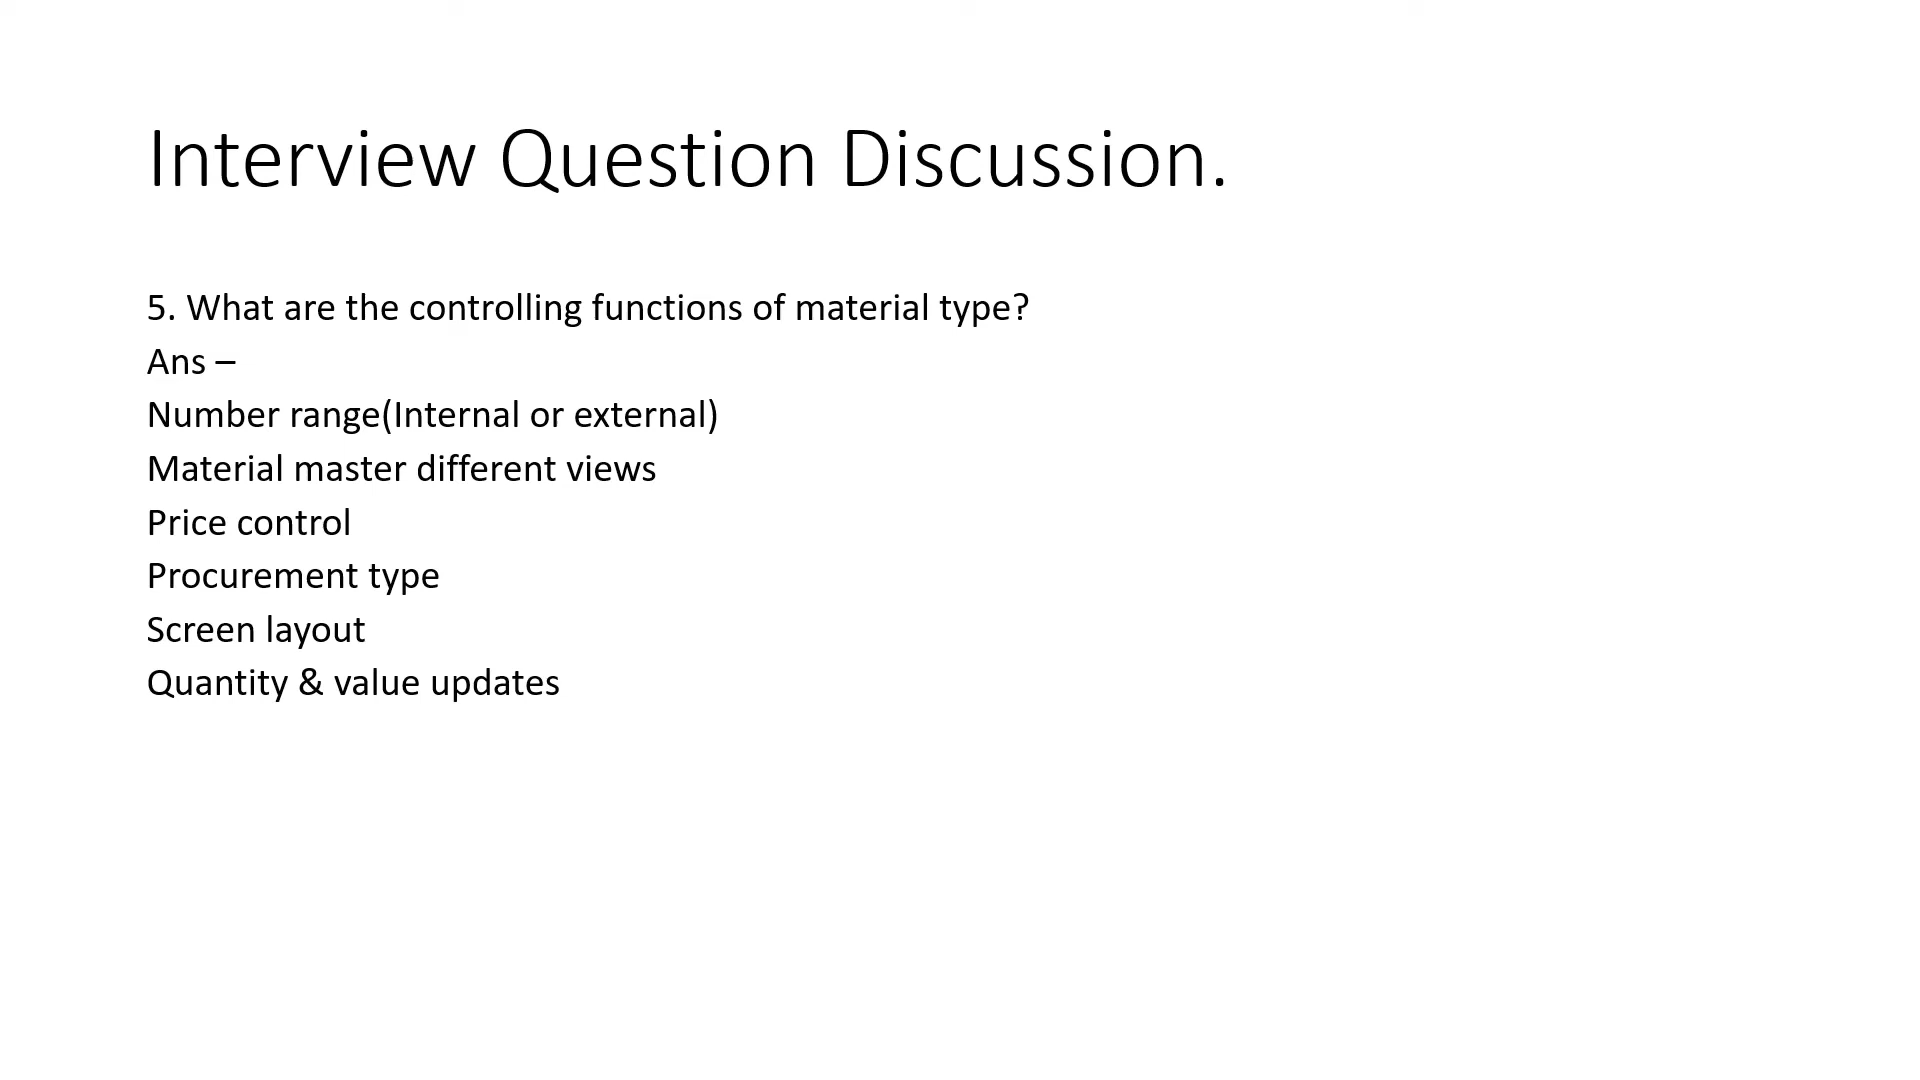 Interview Question Discussion.
5. What are the controlling functions of material type?
Ans –
Number range(Internal or external)
Material master different views
Price control
Procurement type
Screen layout
Quantity & value updates